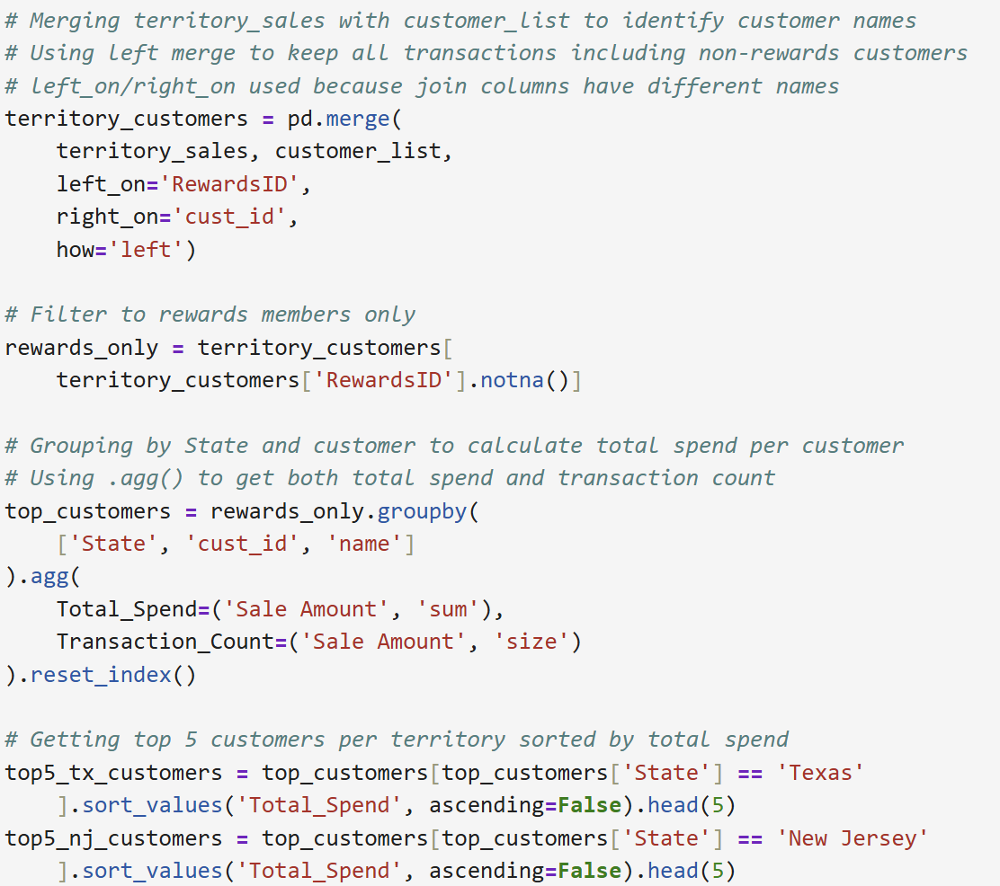 # Merging territory_sales with customer_list to identify customer names
# Using left merge to keep all transactions including non-rewards customers
# left_on/right_on used because join columns have different names
territory_customers = pd.merge(
    territory_sales, customer_list,
    left_on='RewardsID',
    right_on='cust_id',
    how='left')

# Filter to rewards members only
rewards_only = territory_customers[
    territory_customers['RewardsID'].notna()]

# Grouping by State and customer to calculate total spend per customer
# Using .agg() to get both total spend and transaction count
top_customers = rewards_only.groupby(
    ['State', 'cust_id', 'name']
).agg(
    Total_Spend=('Sale Amount', 'sum'),
    Transaction_Count=('Sale Amount', 'size')
).reset_index()

# Getting top 5 customers per territory sorted by total spend
top5_tx_customers = top_customers[top_customers['State'] == 'Texas'
    ].sort_values('Total_Spend', ascending=False).head(5)
top5_nj_customers = top_customers[top_customers['State'] == 'New Jersey'
    ].sort_values('Total_Spend', ascending=False).head(5)